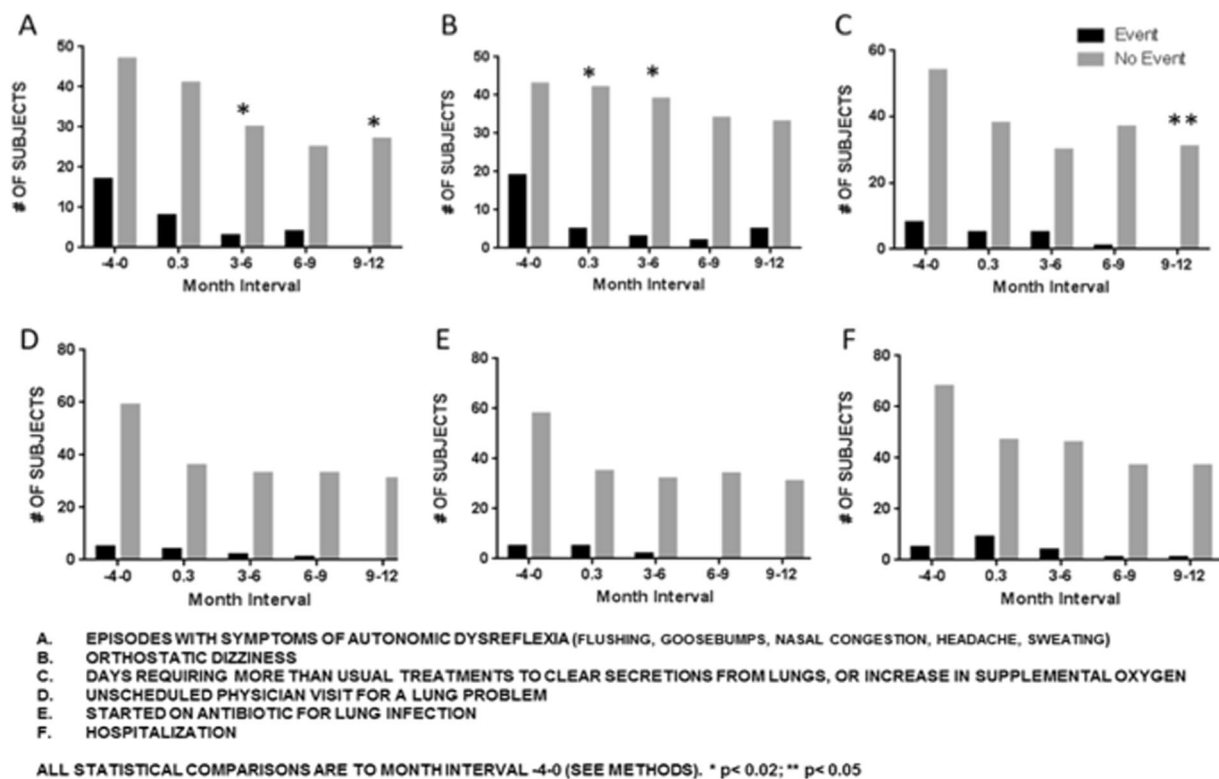 A
# OF SUBJECTS
50
40
30
20
10
0
*
*
-4-0 0.3 3-6 6-9 9-12
Month Interval
B
# OF SUBJECTS
50
40
30
20
10
0
*
*
-4-0 0.3 3-6 6-9 9-12
Month Interval
C
Event
No Event
# OF SUBJECTS
60
40
20
0
**
-4-0 0.3 3-6 6-9 9-12
Month Interval
D
# OF SUBJECTS
80
60
40
20
0
-4-0 0.3 3-6 6-9 9-12
Month Interval
E
# OF SUBJECTS
80
60
40
20
0
-4-0 0.3 3-6 6-9 9-12
Month Interval
F
# OF SUBJECTS
80
60
40
20
0
-4-0 0.3 3-6 6-9 9-12
Month Interval
A. EPISODES WITH SYMPTOMS OF AUTONOMIC DYSREFLEXIA (FLUSHING, GOOSEBUMPS, NASAL CONGESTION, HEADACHE, SWEATING)
B. ORTHOSTATIC DIZZINESS
C. DAYS REQUIRING MORE THAN USUAL TREATMENTS TO CLEAR SECRETIONS FROM LUNGS, OR INCREASE IN SUPPLEMENTAL OXYGEN
D. UNSCHEDULED PHYSICIAN VISIT FOR A LUNG PROBLEM
E. STARTED ON ANTIBIOTIC FOR LUNG INFECTION
F. HOSPITALIZATION
ALL STATISTICAL COMPARISONS ARE TO MONTH INTERVAL -4-0 (SEE METHODS). * p< 0.02; ** p< 0.05